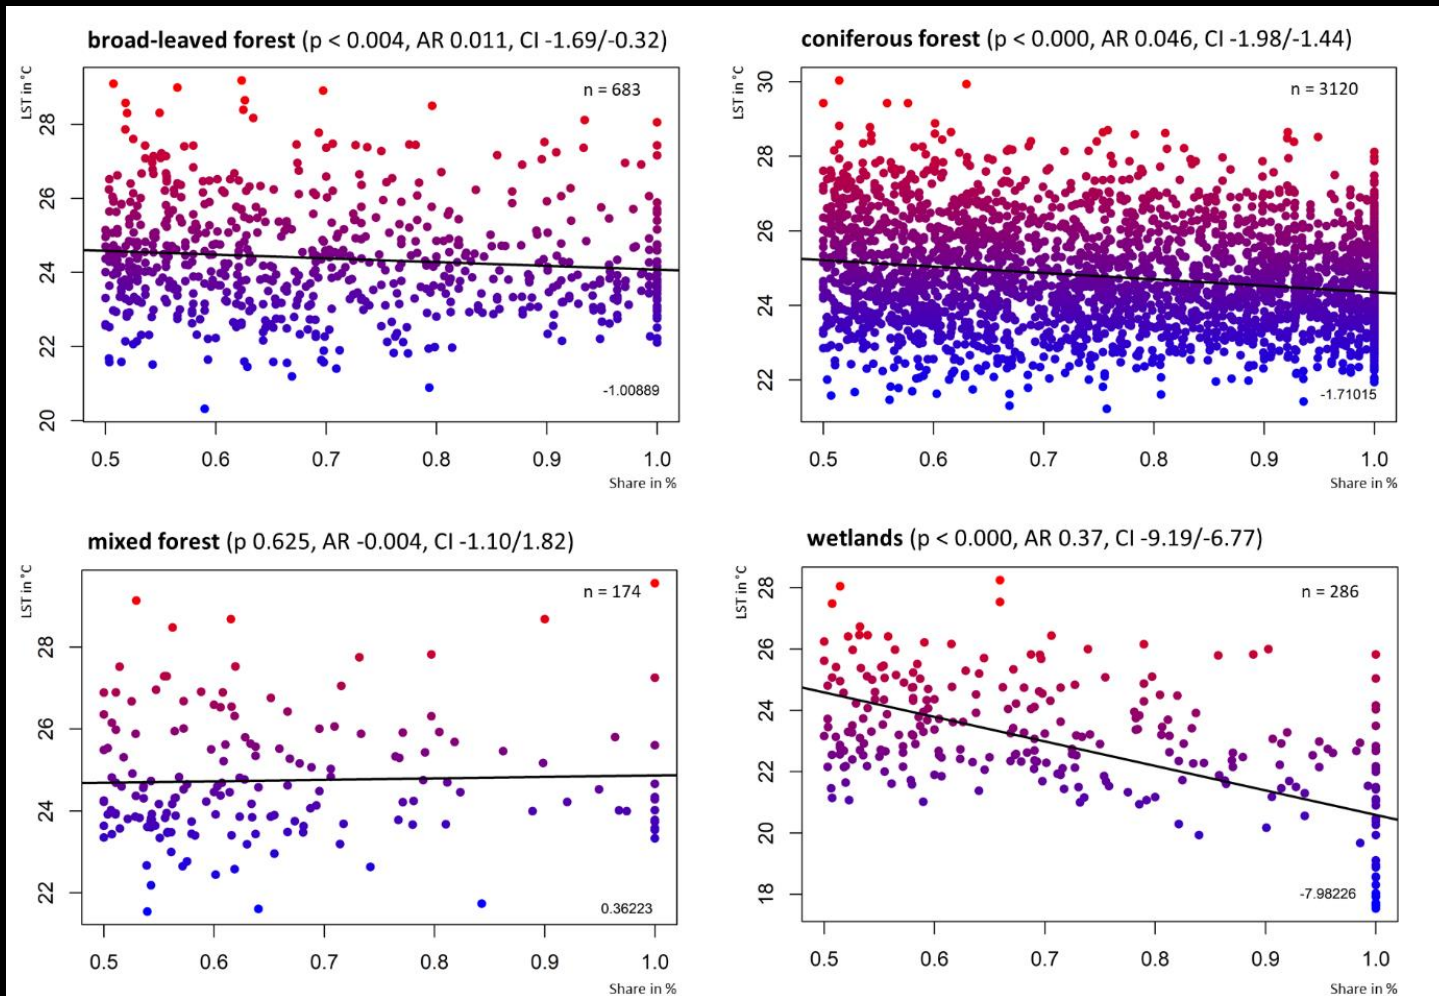 broad-leaved forest (p < 0.004, AR 0.011, CI -1.69/-0.32)
LST in °C
n = 683
28
26
24
22
20
-1.00889
0.5 0.6 0.7 0.8 0.9 1.0
Share in %
coniferous forest (p < 0.000, AR 0.046, CI -1.98/-1.44)
LST in °C
n = 3120
30
28
26
24
22
-1.71015
0.5 0.6 0.7 0.8 0.9 1.0
Share in %
mixed forest (p 0.625, AR -0.004, CI -1.10/1.82)
LST in °C
n = 174
28
26
24
22
0.36223
0.5 0.6 0.7 0.8 0.9 1.0
Share in %
wetlands (p < 0.000, AR 0.37, CI -9.19/-6.77)
LST in °C
n = 286
28
26
24
22
20
18
-7.98226
0.5 0.6 0.7 0.8 0.9 1.0
Share in %